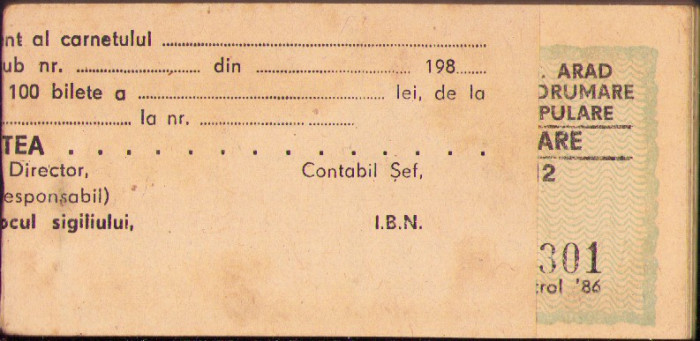 nt al carnetului ........................................
ub nr. .............................. din .............................. 198......
100 bilete a .................................................. lei, de la
.............................. la nr. ..............................
TEA . . . . . . . . . . . . . .
Director, Contabil Șef,
esponsabil)
ocul sigiliului, I.B.N.
. ARAD
ORUMARE
PULARE
ARE
2
301
trol '86